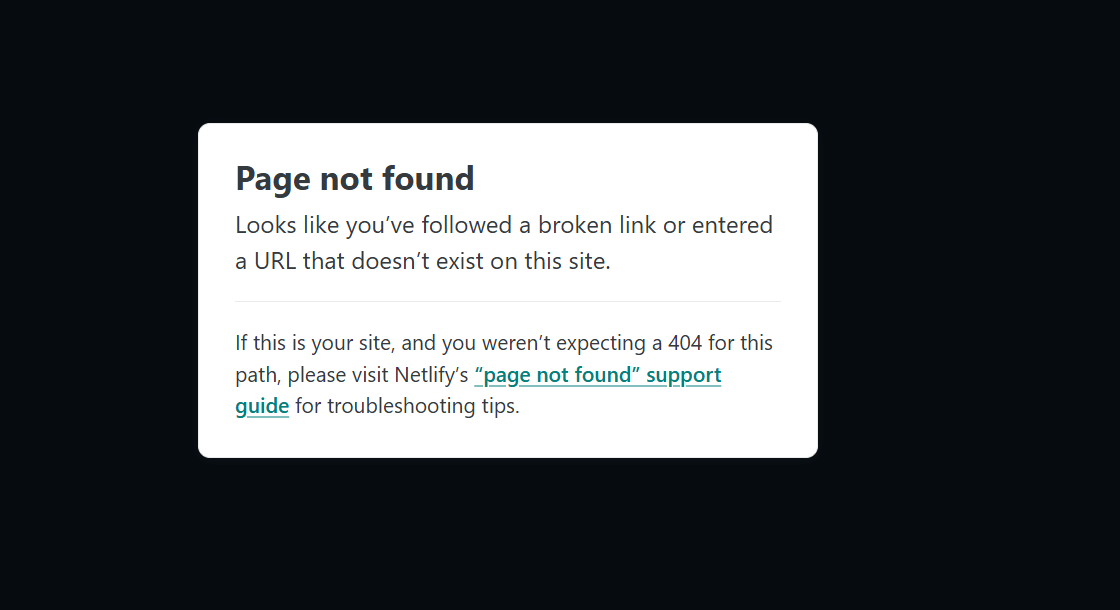 Page not found
Looks like you’ve followed a broken link or entered
a URL that doesn’t exist on this site.
If this is your site, and you weren’t expecting a 404 for this
path, please visit Netlify’s “page not found” support
guide for troubleshooting tips.